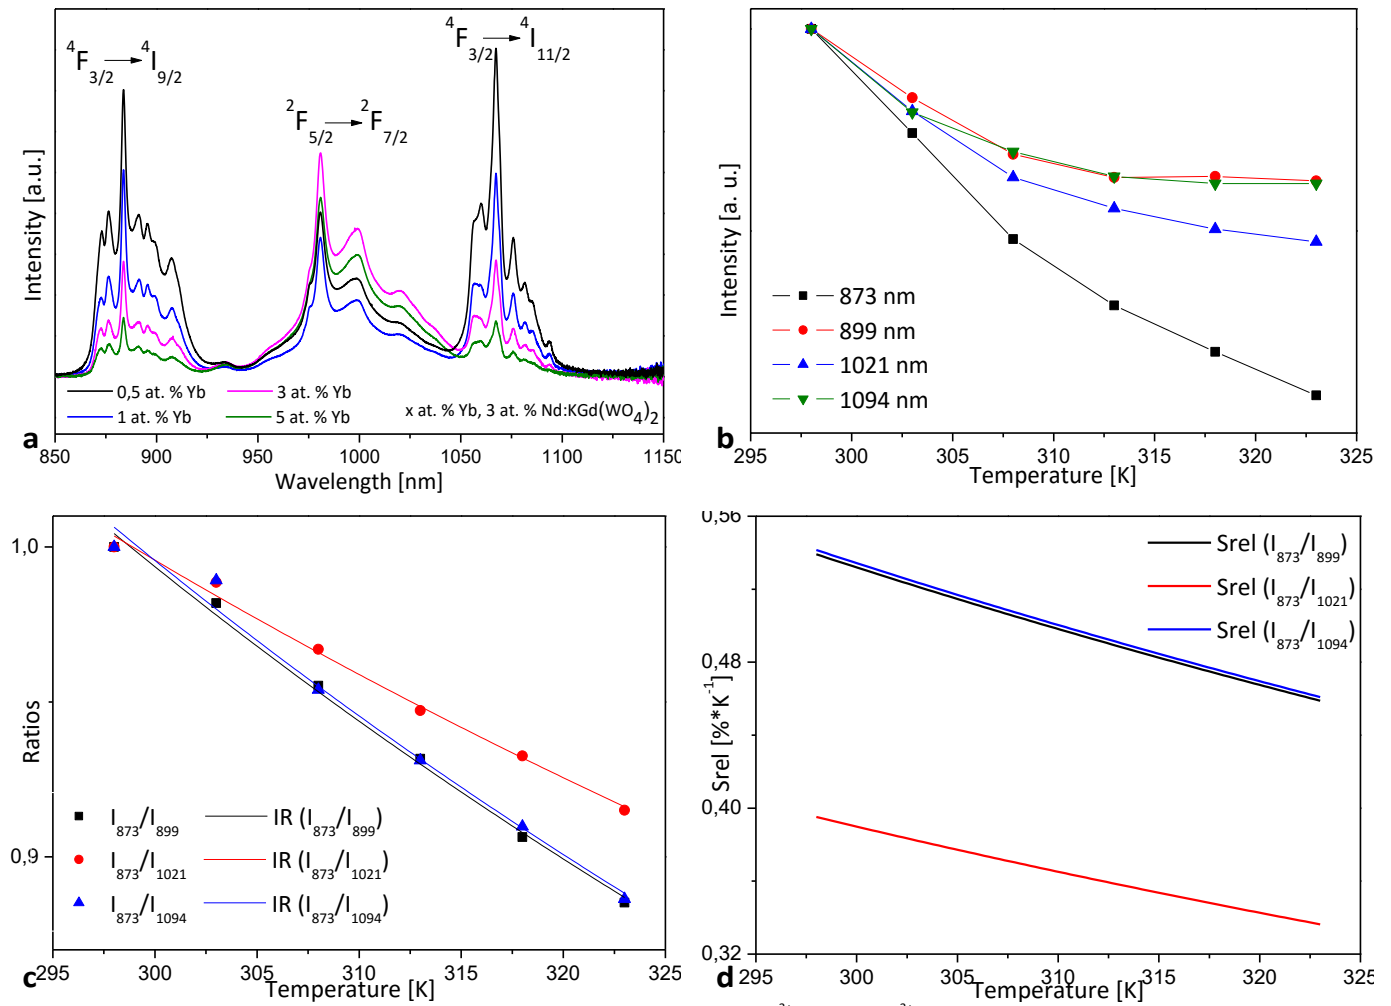 4F3/2 → 4I9/2
2F5/2 → 2F7/2
4F3/2 → 4I11/2
Intensity [a.u.]
0,5 at. % Yb
3 at. % Yb
1 at. % Yb
5 at. % Yb
x at. % Yb, 3 at. % Nd:KGd(WO4)2
a
850 900 950 1000 1050 1100 1150
Wavelength [nm]
Intensity [a. u.]
873 nm
899 nm
1021 nm
1094 nm
b
295 300 305 310 315 320 325
Temperature [K]
1,0
0,9
Ratios
I873/I899 IR (I873/I899)
I873/I1021 IR (I873/I1021)
I873/I1094 IR (I873/I1094)
c
295 300 305 310 315 320 325
Temperature [K]
0,56
0,48
0,40
0,32
Srel [%*K-1]
Srel (I873/I899)
Srel (I873/I1021)
Srel (I873/I1094)
d
295 300 305 310 315 320 325
Temperature [K]